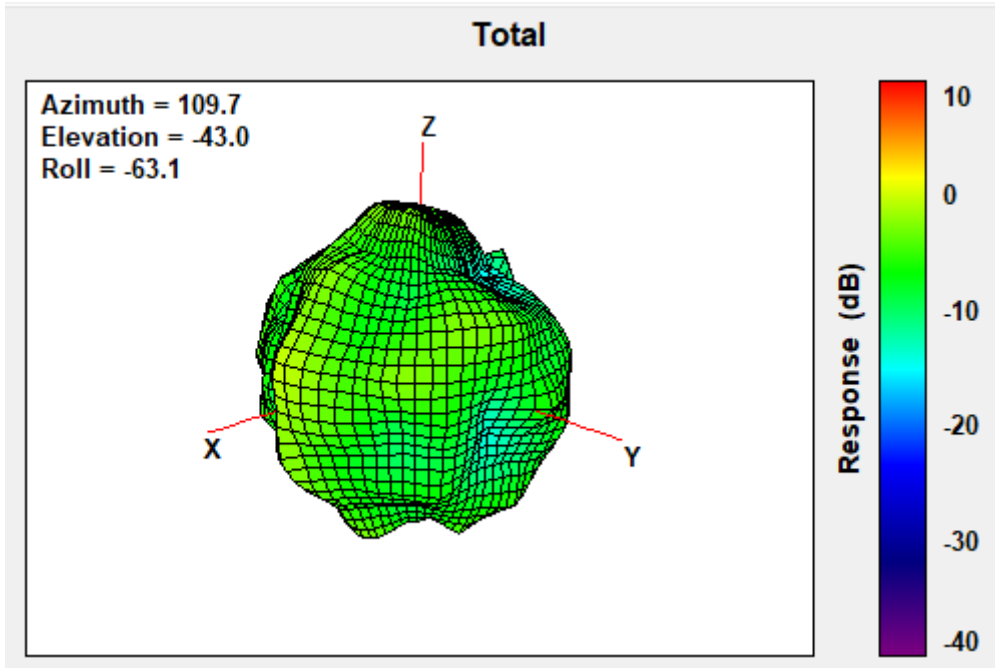 Total
Azimuth = 109.7
Elevation = -43.0
Roll = -63.1
Z
X
Y
10
0
-10
-20
-30
-40
Response (dB)